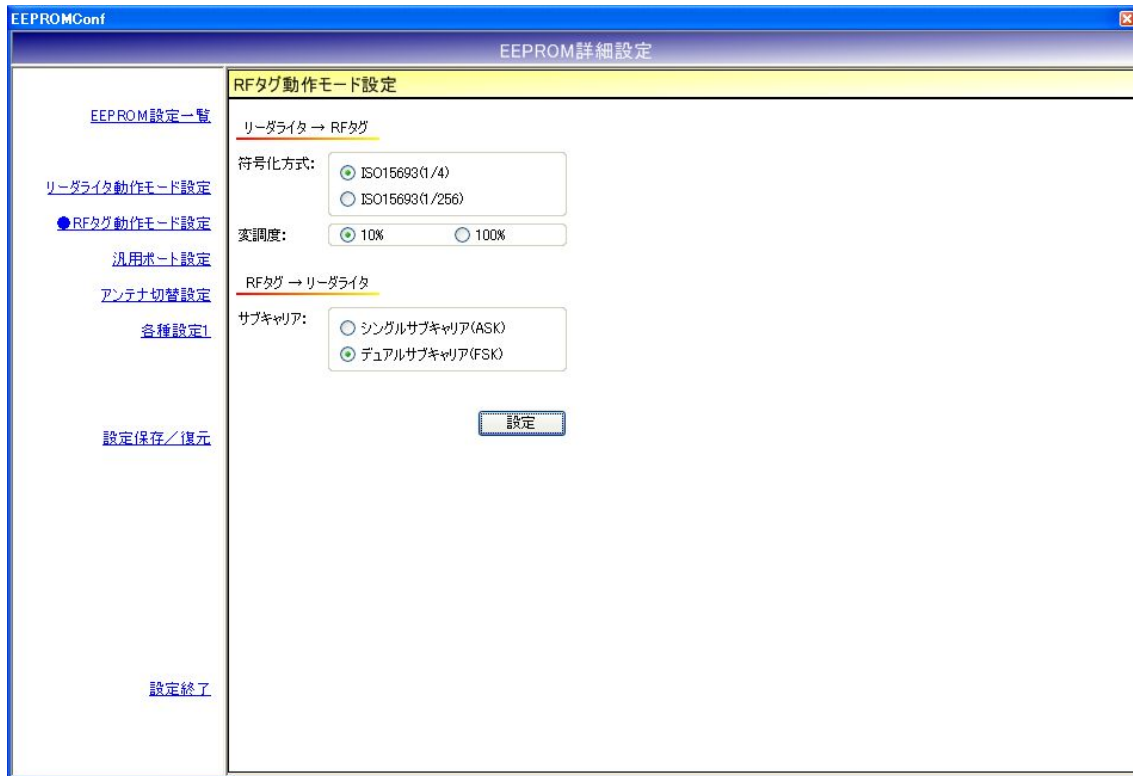 EEPROMConf
EEPROM詳細設定
EEPROM設定一覧
リーダライタ動作モード設定
●RFタグ動作モード設定
汎用ポート設定
アンテナ切替設定
各種設定1
設定保存／復元
設定終了
RFタグ動作モード設定
リーダライタ → RFタグ
符号化方式:
ISO15693(1/4)
ISO15693(1/256)
変調度:
10% 100%
RFタグ → リーダライタ
サブキャリア:
シングルサブキャリア(ASK)
デュアルサブキャリア(FSK)
設定